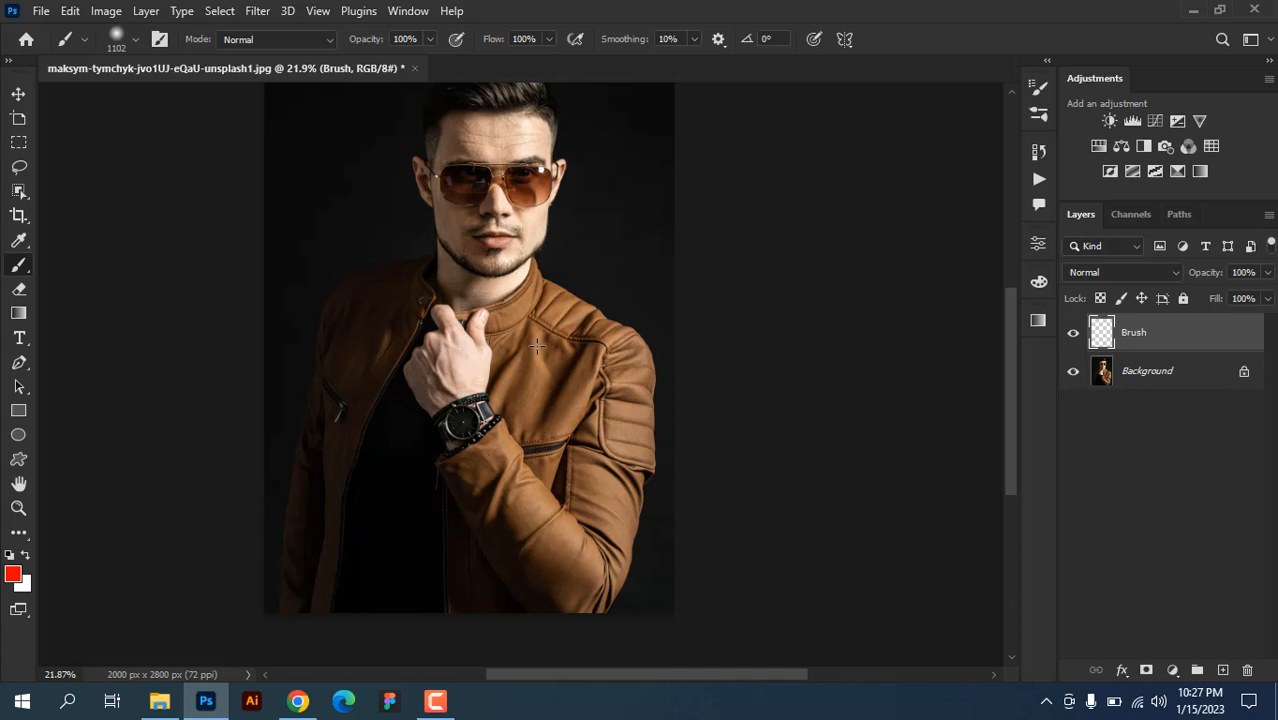 Ps File Edit Image Layer Type Select Filter 3D View Plugins Window Help
1102 Mode: Normal Opacity: 100% Flow: 100% Smoothing: 10% 0°
maksym-tymchyk-jvo1UJ-eQaU-unsplash1.jpg @ 21.9% (Brush, RGB/8#) *
Adjustments
Add an adjustment
Layers Channels Paths
Kind
Normal Opacity: 100%
Lock: Fill: 100%
Brush
Background
21.87% 2000 px x 2800 px (72 ppi)
Ps Ai
10:27 PM
1/15/2023